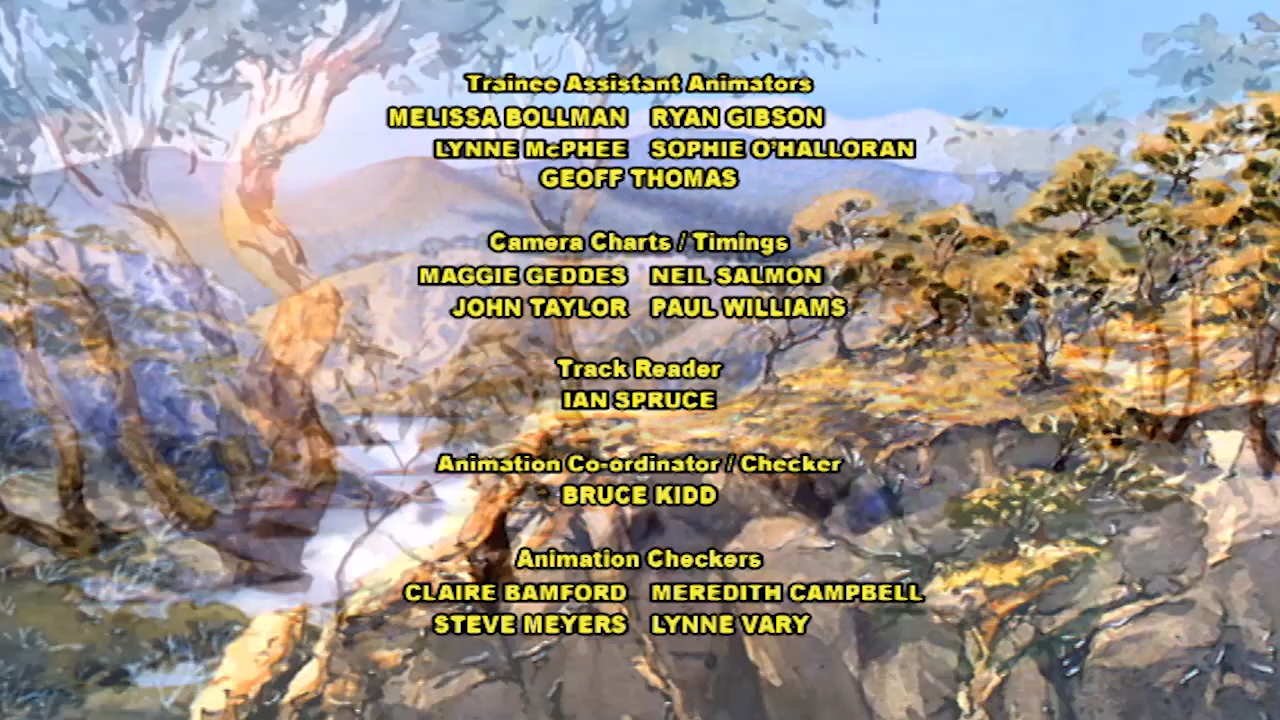 Trainee Assistant Animators
MELISSA BOLLMAN RYAN GIBSON
LYNNE McPHEE SOPHIE O'HALLORAN
GEOFF THOMAS
Camera Charts / Timings
MAGGIE GEDDES NEIL SALMON
JOHN TAYLOR PAUL WILLIAMS
Track Reader
IAN SPRUCE
Animation Co-ordinator / Checker
BRUCE KIDD
Animation Checkers
CLAIRE BAMFORD MEREDITH CAMPBELL
STEVE MEYERS LYNNE VARY